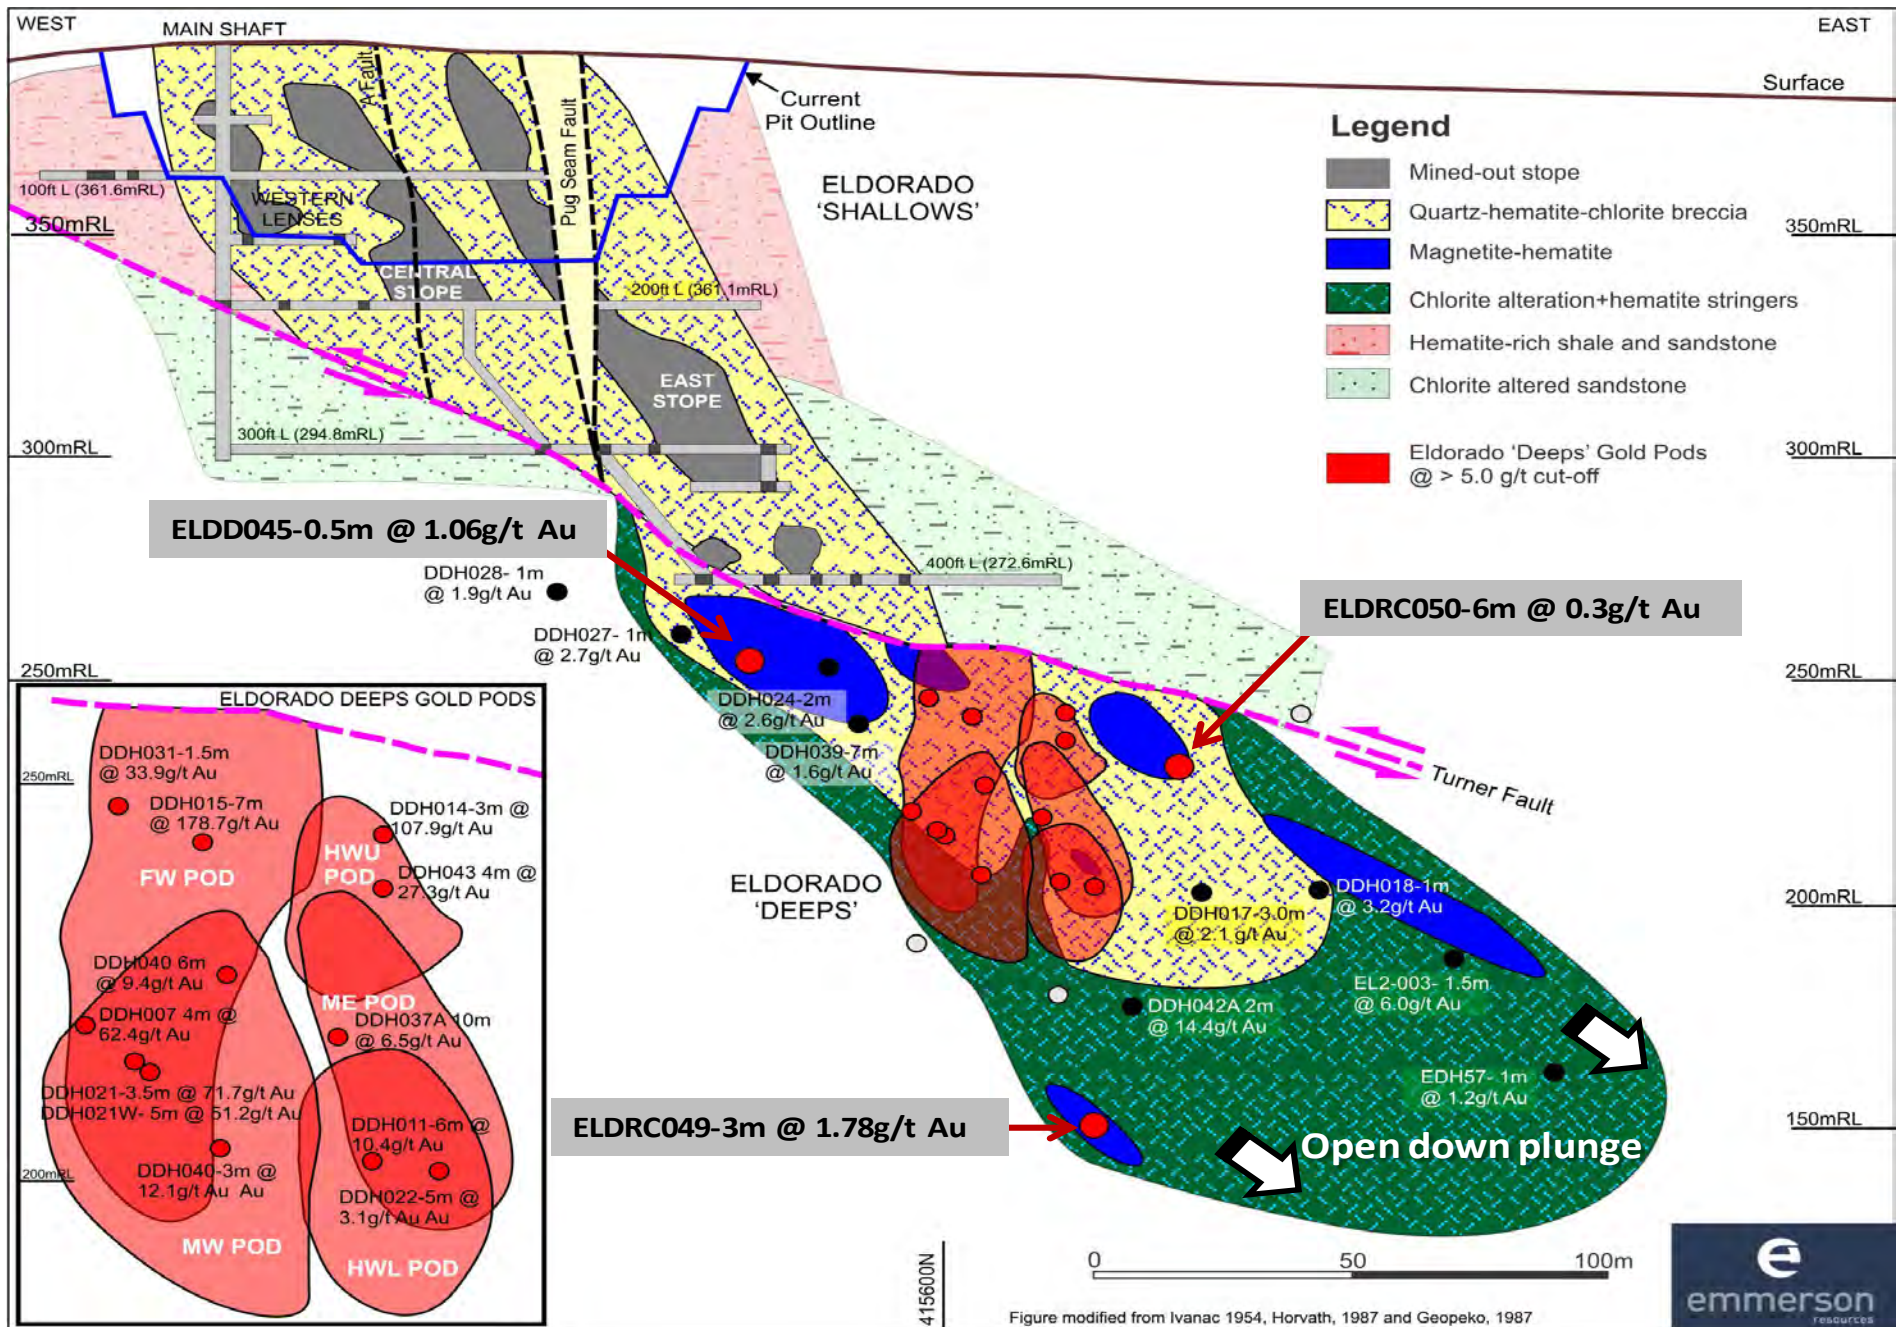 WEST
MAIN SHAFT
EAST
Surface
A Fault
Pug Seam Fault
Current
Pit Outline
100ft L (361.6mRL)
WESTERN
LENSES
350mRL
ELDORADO
'SHALLOWS'
350mRL
CENTRAL
STOPE
200ft L (361.1mRL)
EAST
STOPE
300ft L (294.8mRL)
300mRL
300mRL
Legend
Mined-out stope
Quartz-hematite-chlorite breccia
Magnetite-hematite
Chlorite alteration+hematite stringers
Hematite-rich shale and sandstone
Chlorite altered sandstone
Eldorado 'Deeps' Gold Pods
@ > 5.0 g/t cut-off
ELDD045-0.5m @ 1.06g/t Au
400ft L (272.6mRL)
DDH028- 1m
@ 1.9g/t Au
ELDRC050-6m @ 0.3g/t Au
DDH027- 1m
@ 2.7g/t Au
250mRL
250mRL
DDH024-2m
@ 2.6g/t Au
DDH039-7m
@ 1.6g/t Au
Turner Fault
ELDORADO
'DEEPS'
DDH018-1m
@ 3.2g/t Au
200mRL
DDH017-3.0m
@ 2.1 g/t Au
EL2-003- 1.5m
@ 6.0g/t Au
DDH042A 2m
@ 14.4g/t Au
EDH57- 1m
@ 1.2g/t Au
ELDRC049-3m @ 1.78g/t Au
150mRL
Open down plunge
ELDORADO DEEPS GOLD PODS
DDH031-1.5m
@ 33.9g/t Au
250mRL
DDH015-7m
@ 178.7g/t Au
DDH014-3m @
107.9g/t Au
HWU
POD
FW POD
DDH043 4m @
27.3g/t Au
DDH040 6m
@ 9.4g/t Au
ME POD
DDH007 4m @
62.4g/t Au
DDH037A 10m
@ 6.5g/t Au
DDH021-3.5m @ 71.7g/t Au
DDH021W- 5m @ 51.2g/t Au
DDH011-6m @
10.4g/t Au
200mRL
DDH040-3m @
12.1g/t Au Au
DDH022-5m @
3.1g/t Au Au
MW POD
HWL POD
415600N
0
50
100m
Figure modified from Ivanac 1954, Horvath, 1987 and Geopeko, 1987
e
emmerson
resources